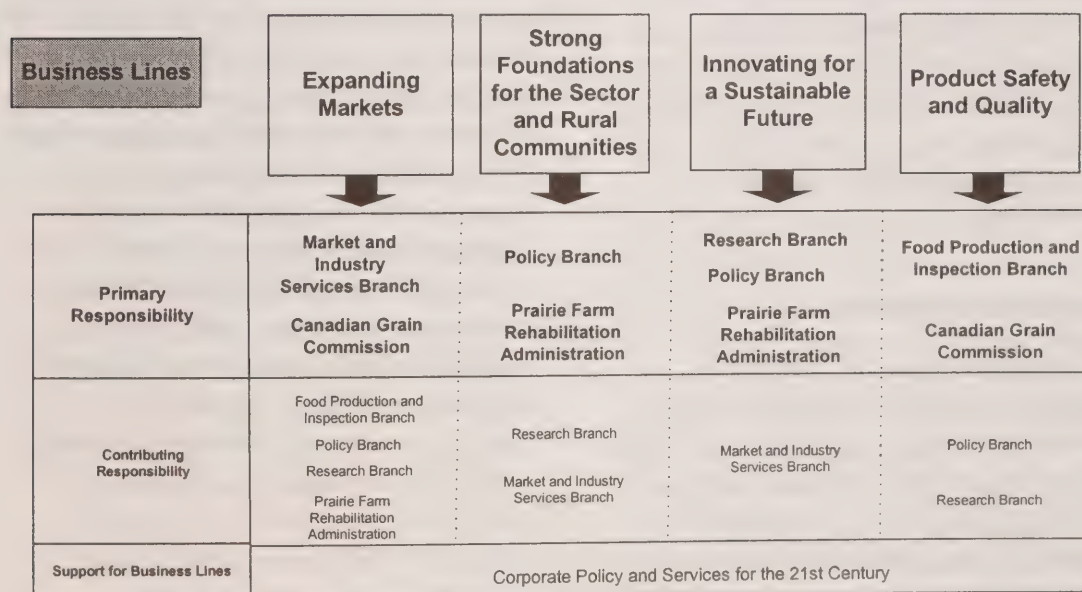 Business Lines
Expanding
Markets
Strong
Foundations
for the Sector
and Rural
Communities
Innovating for
a Sustainable
Future
Product Safety
and Quality
Primary
Responsibility
Market and
Industry
Services Branch
Canadian Grain
Commission
Policy Branch
Prairie Farm
Rehabilitation
Administration
Research Branch
Policy Branch
Prairie Farm
Rehabilitation
Administration
Food Production and
Inspection Branch
Canadian Grain
Commission
Contributing
Responsibility
Food Production and
Inspection Branch
Policy Branch
Research Branch
Prairie Farm
Rehabilitation
Administration
Research Branch
Market and Industry
Services Branch
Market and Industry
Services Branch
Policy Branch
Research Branch
Support for Business Lines
Corporate Policy and Services for the 21st Century